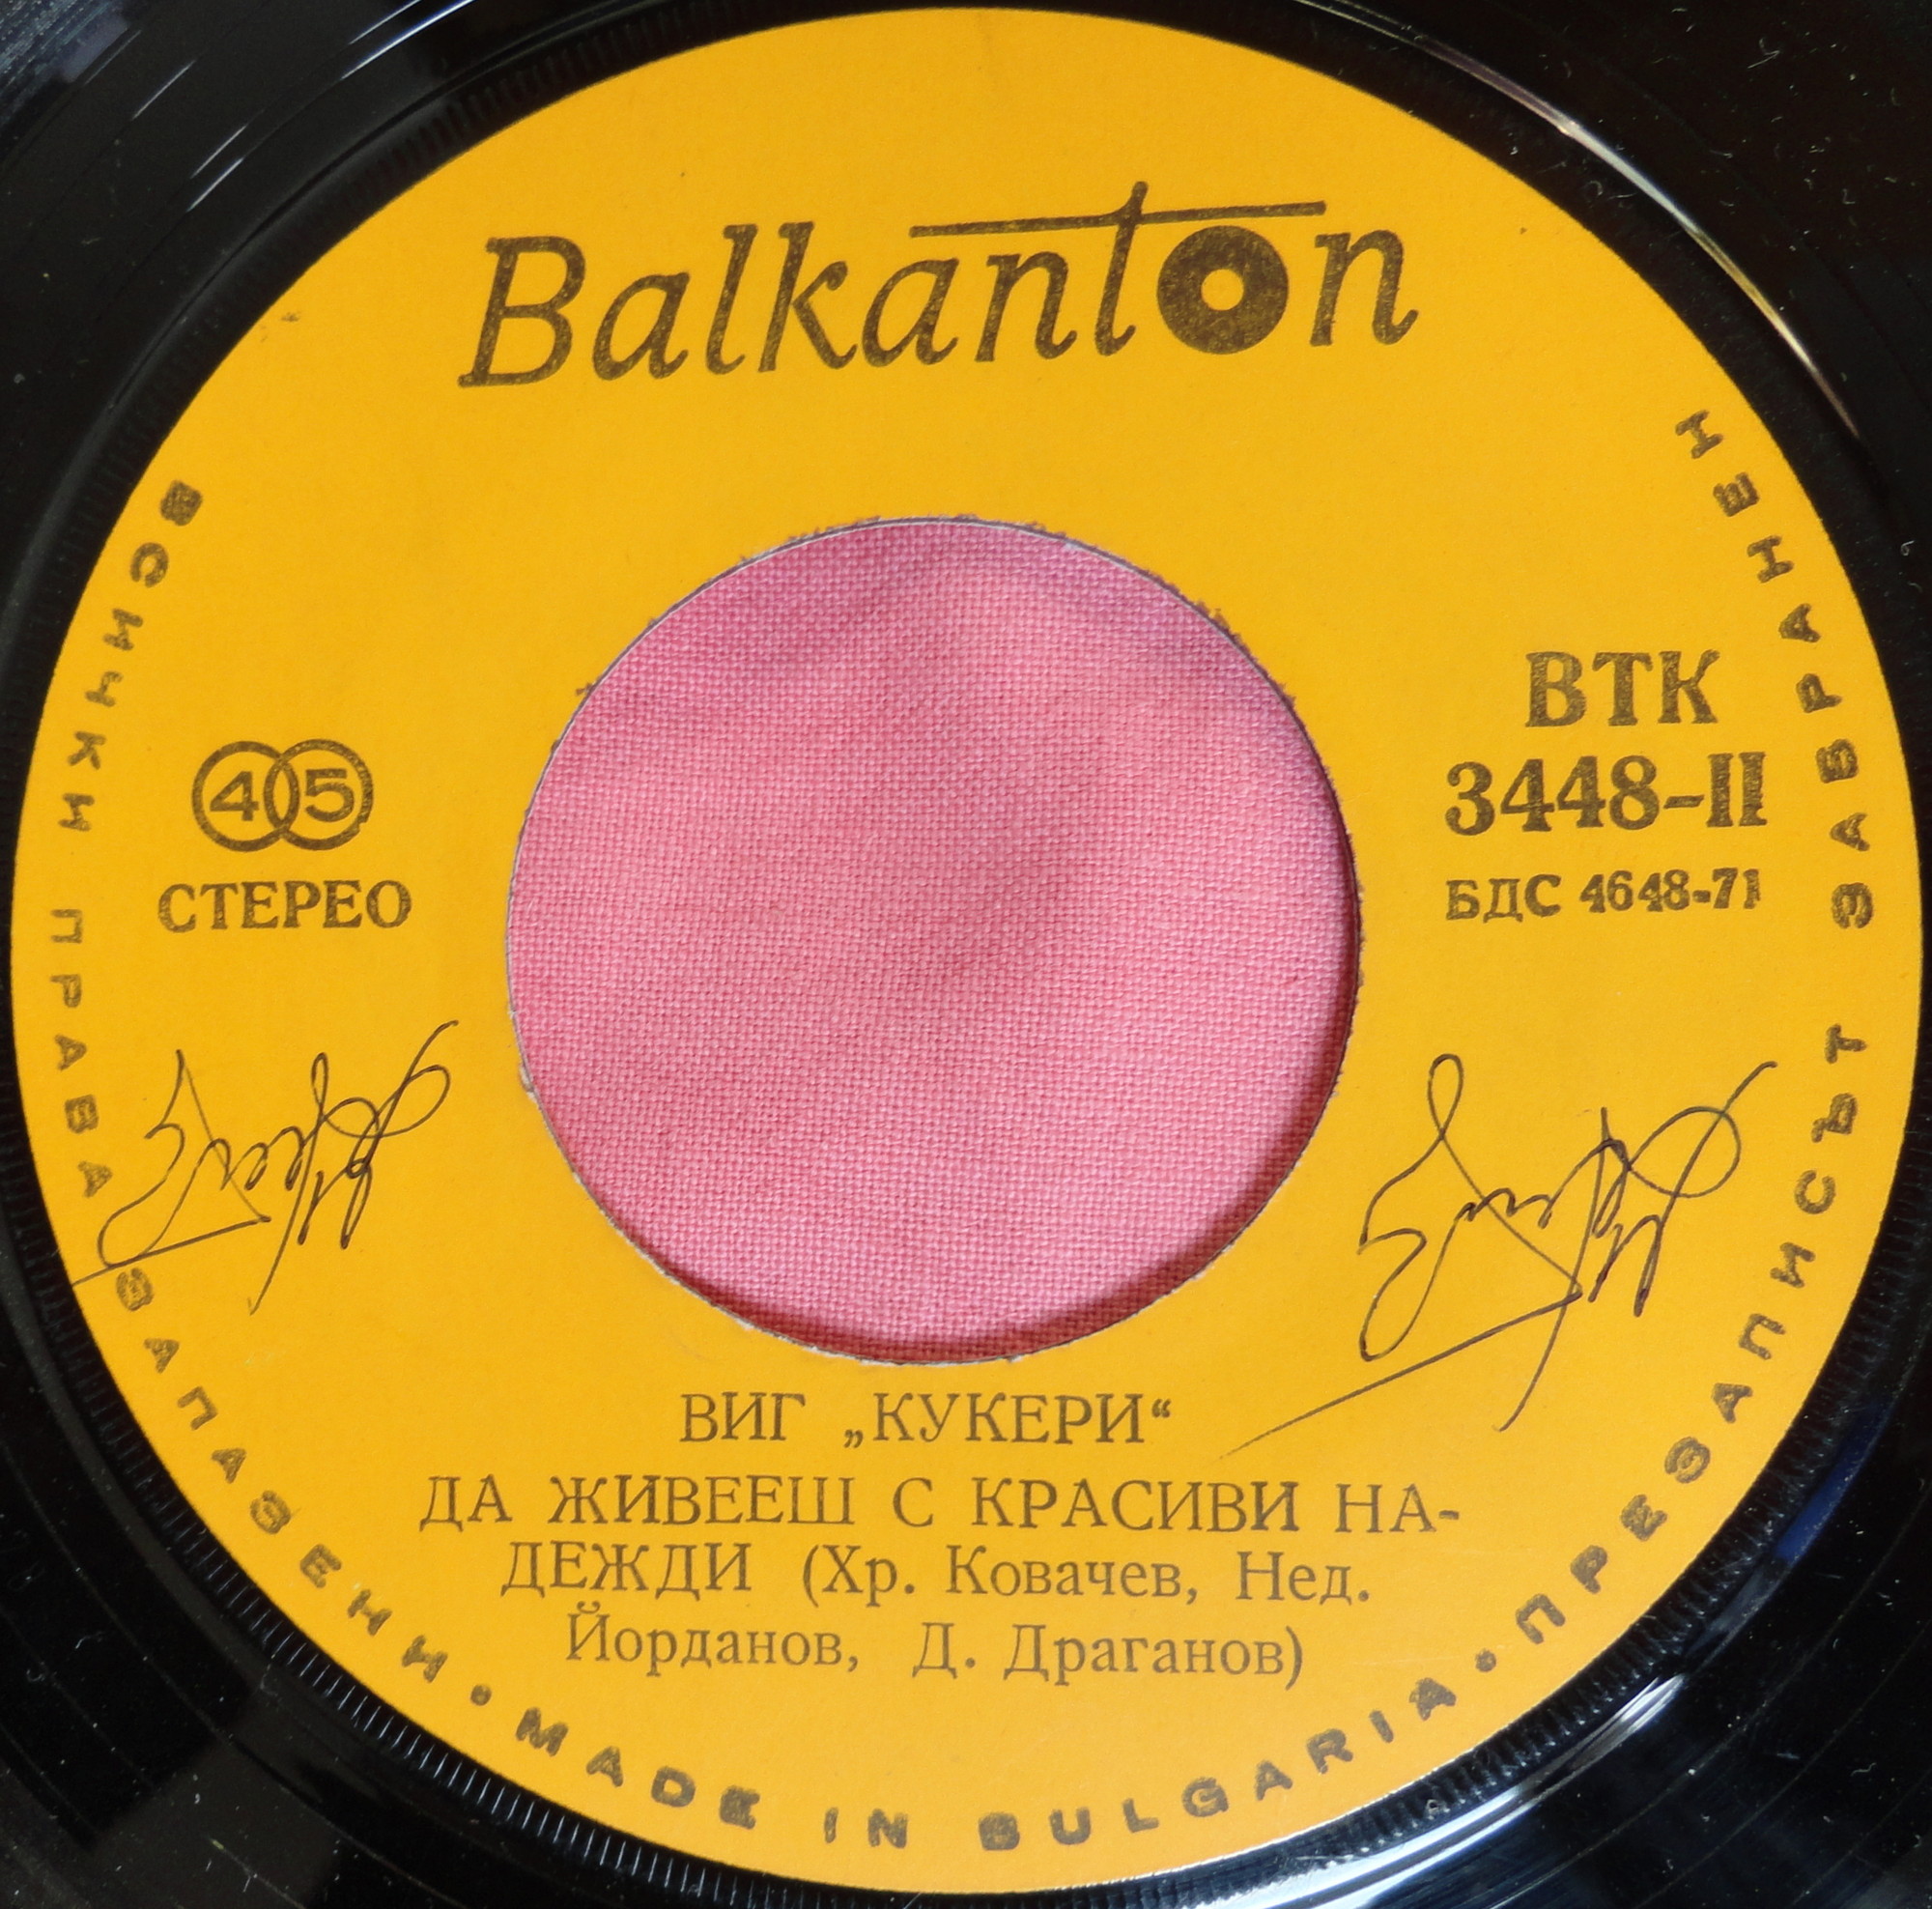 Balkanton
45
СТЕРЕО
ВТК
3448-II
БДС 4648-71
ВИГ „КУКЕРИ“
ДА ЖИВЕЕШ С КРАСИВИ НА-
ДЕЖДИ (Хр. Ковачев, Нед.
Йорданов, Д. Драганов)
ВСИЧКИ ПРАВА ЗАПАЗЕНИ • MADE IN BULGARIA • ПРЕЗАПИСЪТ ЗАБРАНЕН